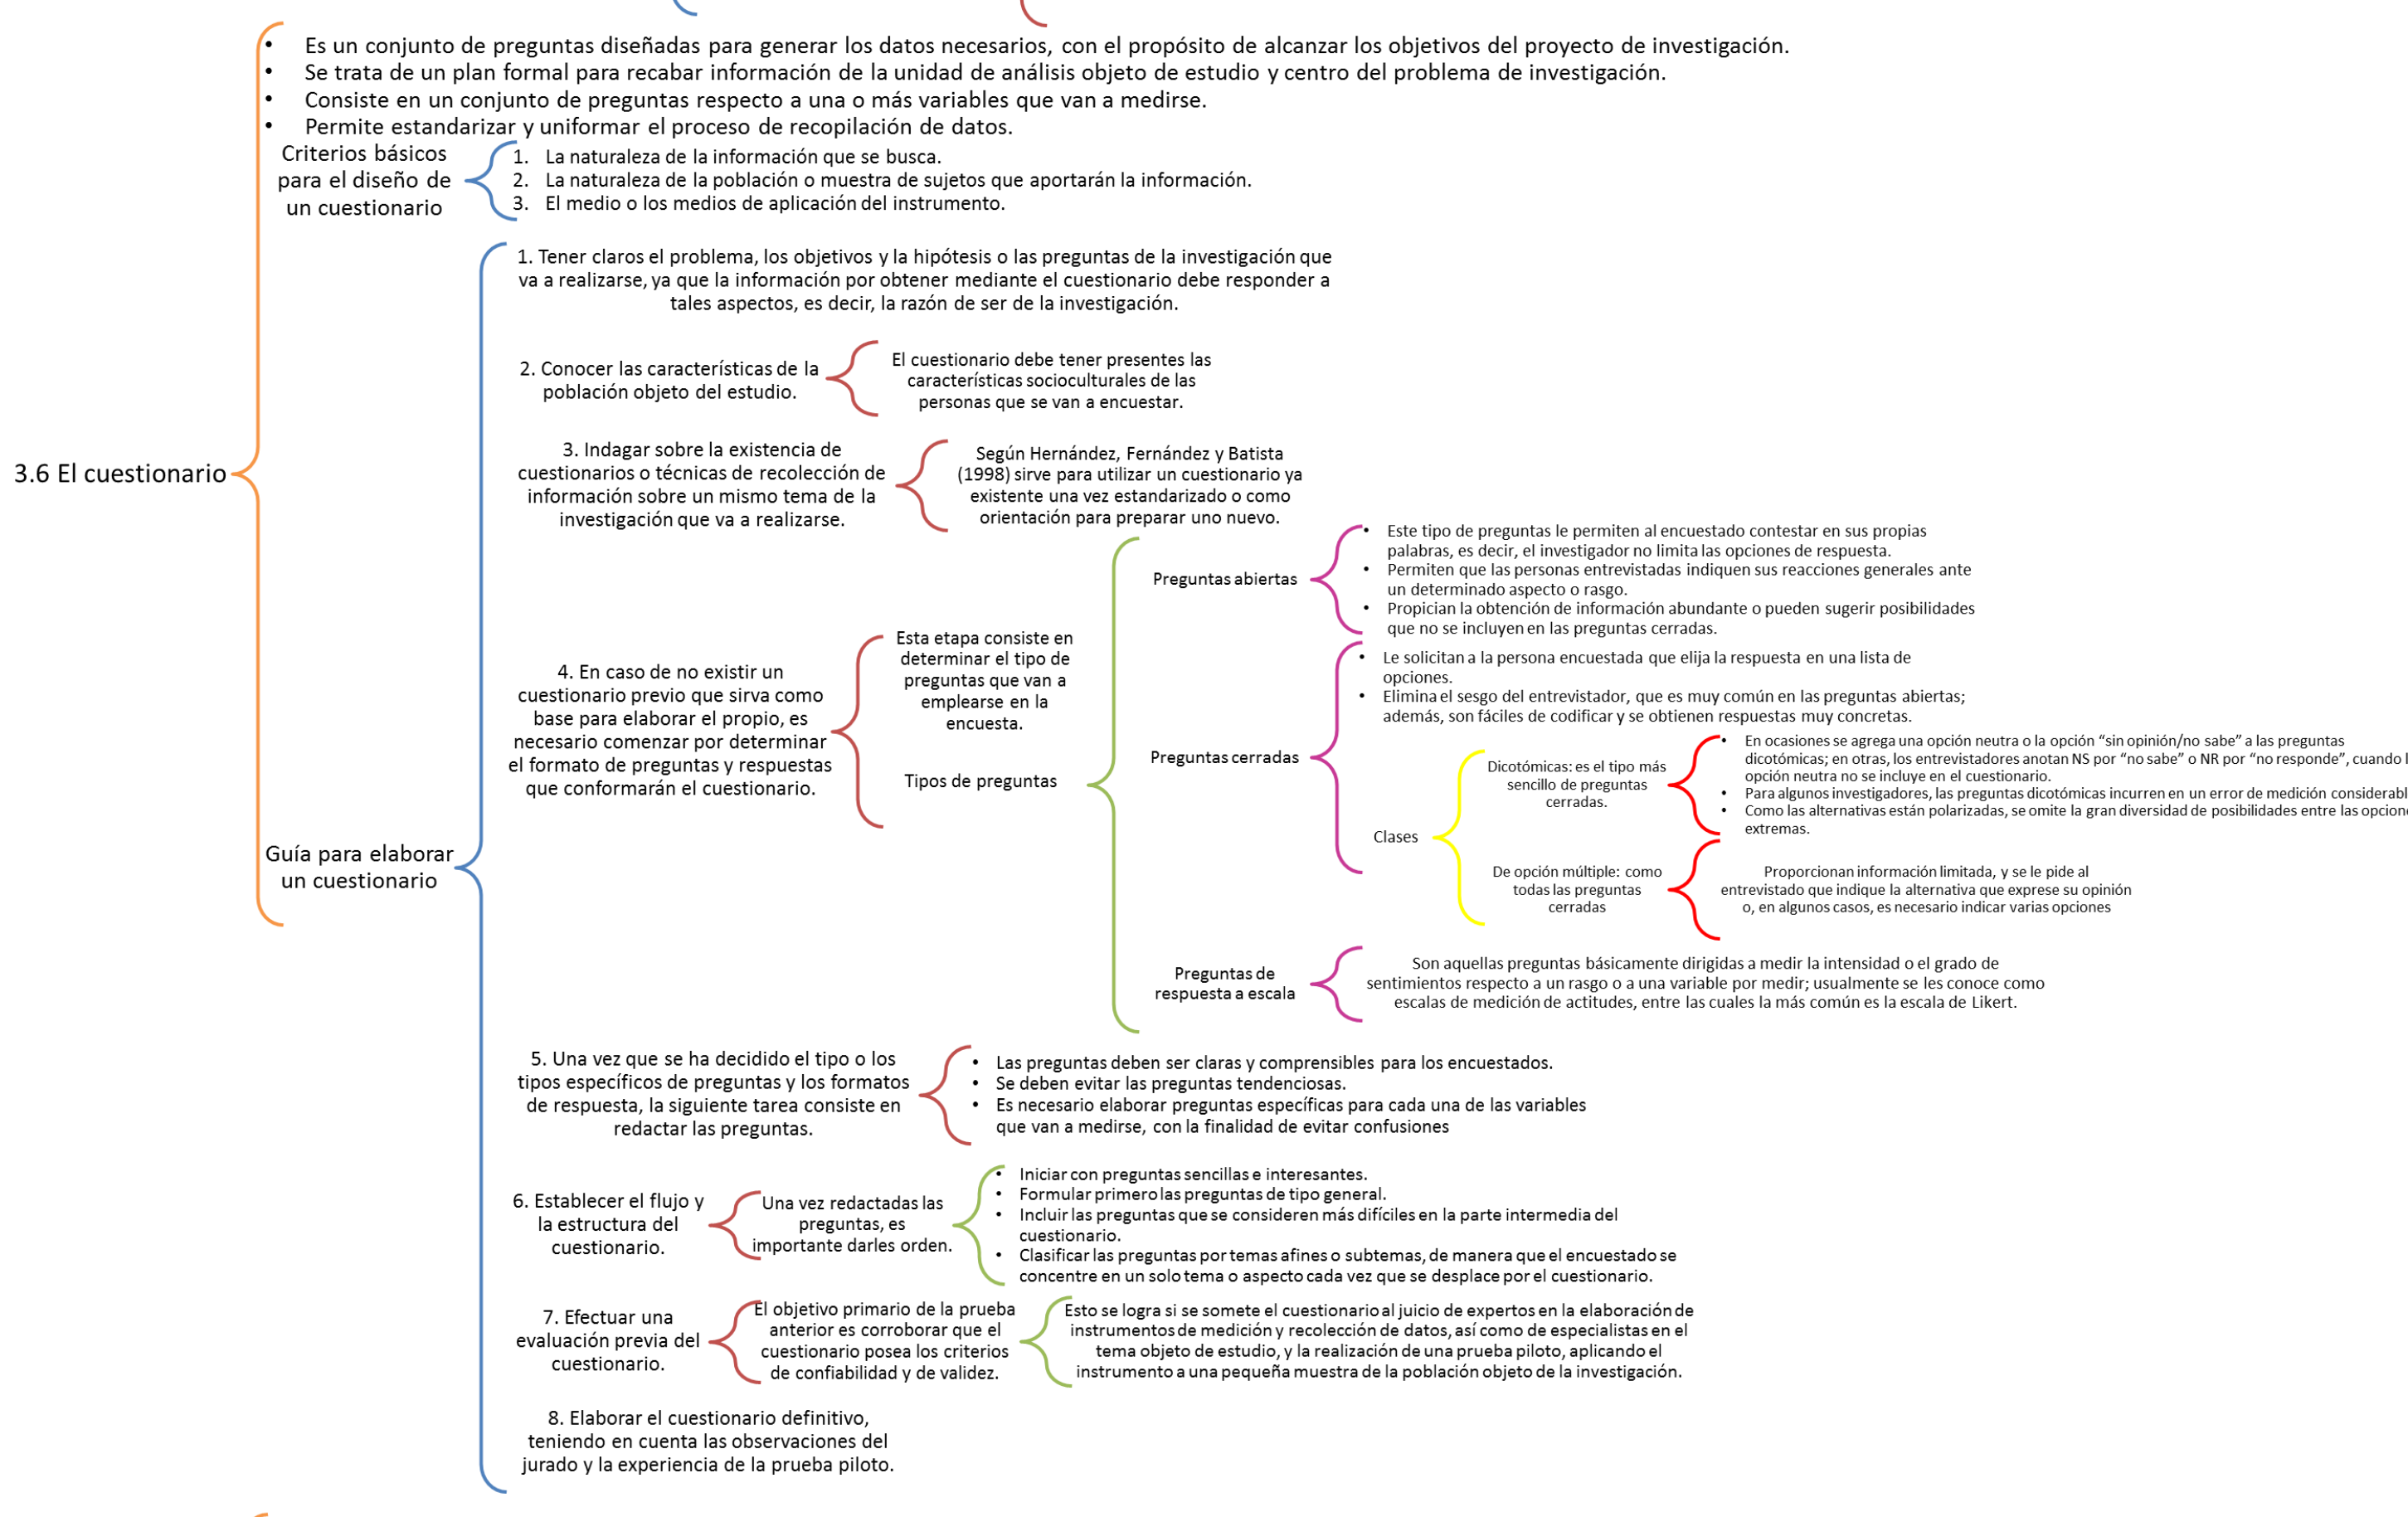 • Es un conjunto de preguntas diseñadas para generar los datos necesarios, con el propósito de alcanzar los objetivos del proyecto de investigación.
• Se trata de un plan formal para recabar información de la unidad de análisis objeto de estudio y centro del problema de investigación.
• Consiste en un conjunto de preguntas respecto a una o más variables que van a medirse.
• Permite estandarizar y uniformar el proceso de recopilación de datos.
Criterios básicos
para el diseño de
un cuestionario
1. La naturaleza de la información que se busca.
2. La naturaleza de la población o muestra de sujetos que aportarán la información.
3. El medio o los medios de aplicación del instrumento.
3.6 El cuestionario
Guía para elaborar
un cuestionario
1. Tener claros el problema, los objetivos y la hipótesis o las preguntas de la investigación que
va a realizarse, ya que la información por obtener mediante el cuestionario debe responder a
tales aspectos, es decir, la razón de ser de la investigación.
2. Conocer las características de la
población objeto del estudio.
El cuestionario debe tener presentes las
características socioculturales de las
personas que se van a encuestar.
3. Indagar sobre la existencia de
cuestionarios o técnicas de recolección de
información sobre un mismo tema de la
investigación que va a realizarse.
Según Hernández, Fernández y Batista
(1998) sirve para utilizar un cuestionario ya
existente una vez estandarizado o como
orientación para preparar uno nuevo.
4. En caso de no existir un
cuestionario previo que sirva como
base para elaborar el propio, es
necesario comenzar por determinar
el formato de preguntas y respuestas
que conformarán el cuestionario.
Esta etapa consiste en
determinar el tipo de
preguntas que van a
emplearse en la
encuesta.
Tipos de preguntas
Preguntas abiertas
• Este tipo de preguntas le permiten al encuestado contestar en sus propias
palabras, es decir, el investigador no limita las opciones de respuesta.
• Permiten que las personas entrevistadas indiquen sus reacciones generales ante
un determinado aspecto o rasgo.
• Propician la obtención de información abundante o pueden sugerir posibilidades
que no se incluyen en las preguntas cerradas.
Preguntas cerradas
• Le solicitan a la persona encuestada que elija la respuesta en una lista de
opciones.
• Elimina el sesgo del entrevistador, que es muy común en las preguntas abiertas;
además, son fáciles de codificar y se obtienen respuestas muy concretas.
Clases
Dicotómicas: es el tipo más
sencillo de preguntas
cerradas.
• En ocasiones se agrega una opción neutra o la opción “sin opinión/no sabe” a las preguntas
dicotómicas; en otras, los entrevistadores anotan NS por “no sabe” o NR por “no responde”, cuando
opción neutra no se incluye en el cuestionario.
• Para algunos investigadores, las preguntas dicotómicas incurren en un error de medición
• Como las alternativas están polarizadas, se omite la gran diversidad de posibilidades entre las
extremas.
De opción múltiple: como
todas las preguntas
cerradas
Proporcionan información limitada, y se le pide al
entrevistado que indique la alternativa que exprese su opinión
o, en algunos casos, es necesario indicar varias opciones
Preguntas de
respuesta a escala
Son aquellas preguntas básicamente dirigidas a medir la intensidad o el grado de
sentimientos respecto a un rasgo o a una variable por medir; usualmente se les conoce como
escalas de medición de actitudes, entre las cuales la más común es la escala de Likert.
5. Una vez que se ha decidido el tipo o los
tipos específicos de preguntas y los formatos
de respuesta, la siguiente tarea consiste en
redactar las preguntas.
• Las preguntas deben ser claras y comprensibles para los encuestados.
• Se deben evitar las preguntas tendenciosas.
• Es necesario elaborar preguntas específicas para cada una de las variables
que van a medirse, con la finalidad de evitar confusiones
6. Establecer el flujo y
la estructura del
cuestionario.
Una vez redactadas las
preguntas, es
importante darles orden.
• Iniciar con preguntas sencillas e interesantes.
• Formular primero las preguntas de tipo general.
• Incluir las preguntas que se consideren más difíciles en la parte intermedia del
cuestionario.
• Clasificar las preguntas por temas afines o subtemas, de manera que el encuestado se
concentre en un solo tema o aspecto cada vez que se desplace por el cuestionario.
7. Efectuar una
evaluación previa del
cuestionario.
El objetivo primario de la prueba
anterior es corroborar que el
cuestionario posea los criterios
de confiabilidad y de validez.
Esto se logra si se somete el cuestionario al juicio de expertos en la elaboración de
instrumentos de medición y recolección de datos, así como de especialistas en el
tema objeto de estudio, y la realización de una prueba piloto, aplicando el
instrumento a una pequeña muestra de la población objeto de la investigación.
8. Elaborar el cuestionario definitivo,
teniendo en cuenta las observaciones del
jurado y la experiencia de la prueba piloto.